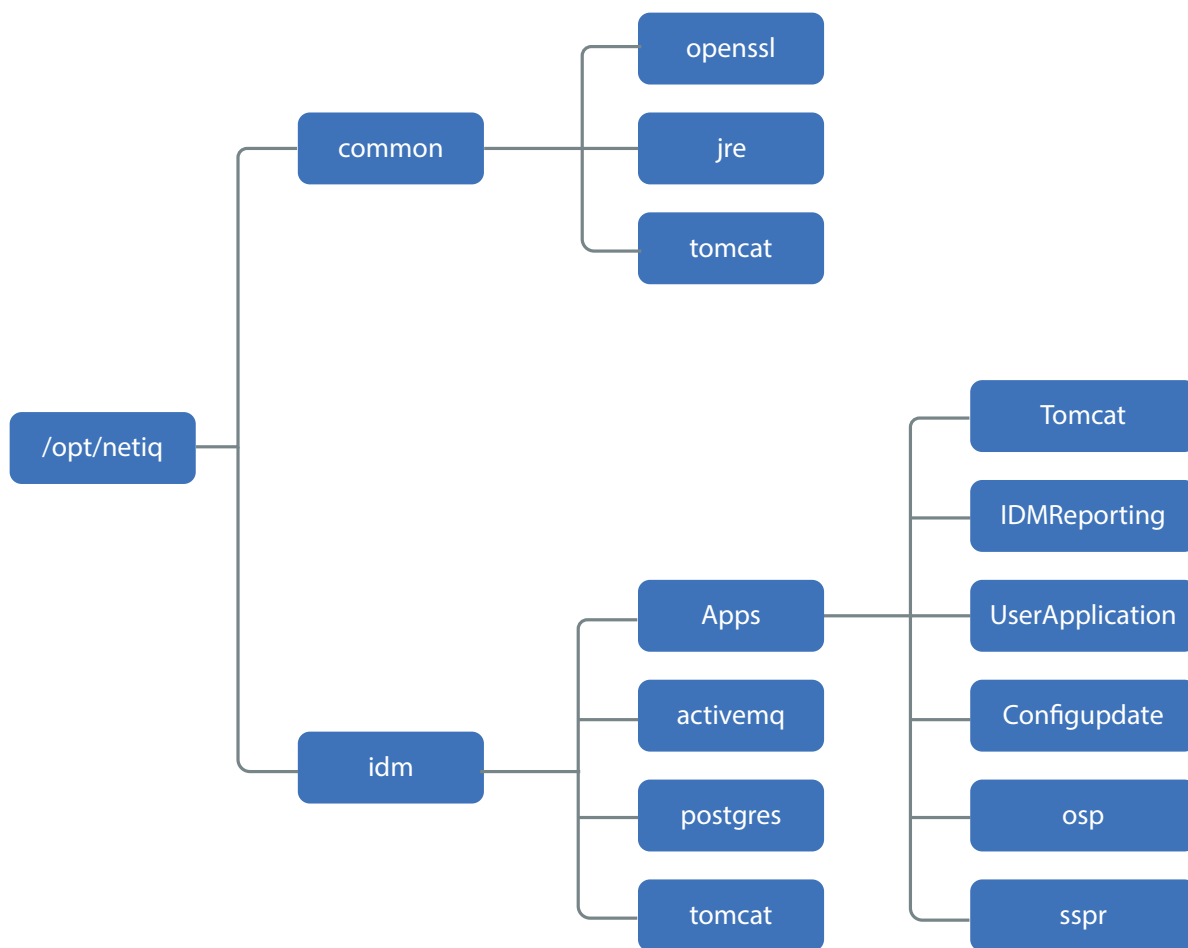 openssl
common
jre
tomcat
/opt/netiq
Tomcat
IDMReporting
Apps
UserApplication
activemq
Configupdate
idm
postgres
osp
tomcat
sspr